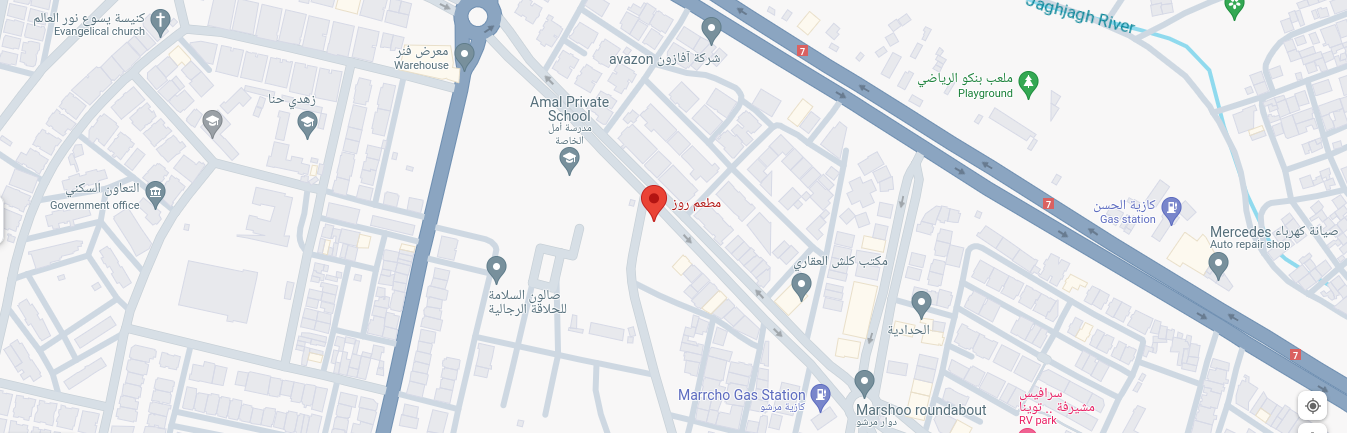 Jaghjagh River
كنيسة يسوع نور العالم
Evangelical church
معرض فنر
Warehouse
شركة آفازون avazon
7
ملعب بنكو الرياضي
Playground
زهدي حنا
Amal Private
School
مدرسة أمل
الخاصة
التعاون السكني
Government office
مطعم روز
7
كازية الحسن
Gas station
صيانة كهرباء Mercedes
Auto repair shop
مكتب كلش العقاري
صالون السلامة
للحلاقة الرجالية
الحدادية
7
Marrcho Gas Station
كازية مرشو
Marshoo roundabout
دوار مرشو
سرافيس
مشيرفة _ توينا
RV park